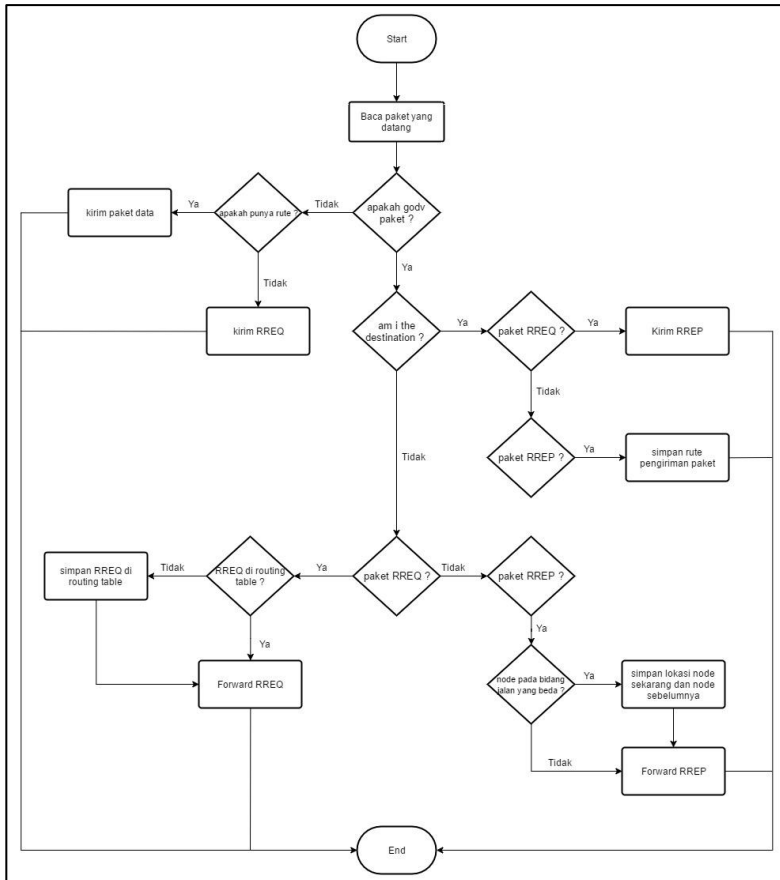 Start
Baca paket yang
datang
kirim paket data
Ya
apakah punya rute ?
Tidak
apakah godv
paket ?
Tidak
Ya
kirim RREQ
am i the
destination ?
Ya
paket RREQ ?
Ya
Kirim RREP
Tidak
Tidak
paket RREP ?
Ya
simpan rute
pengiriman paket
simpan RREQ di
routing table
Tidak
RREQ di routing
table ?
Ya
paket RREQ ?
Tidak
paket RREP ?
Ya
Ya
Forward RREQ
node pada bidang
jalan yang beda ?
Ya
simpan lokasi node
sekarang dan node
sebelumnya
Tidak
Forward RREP
End